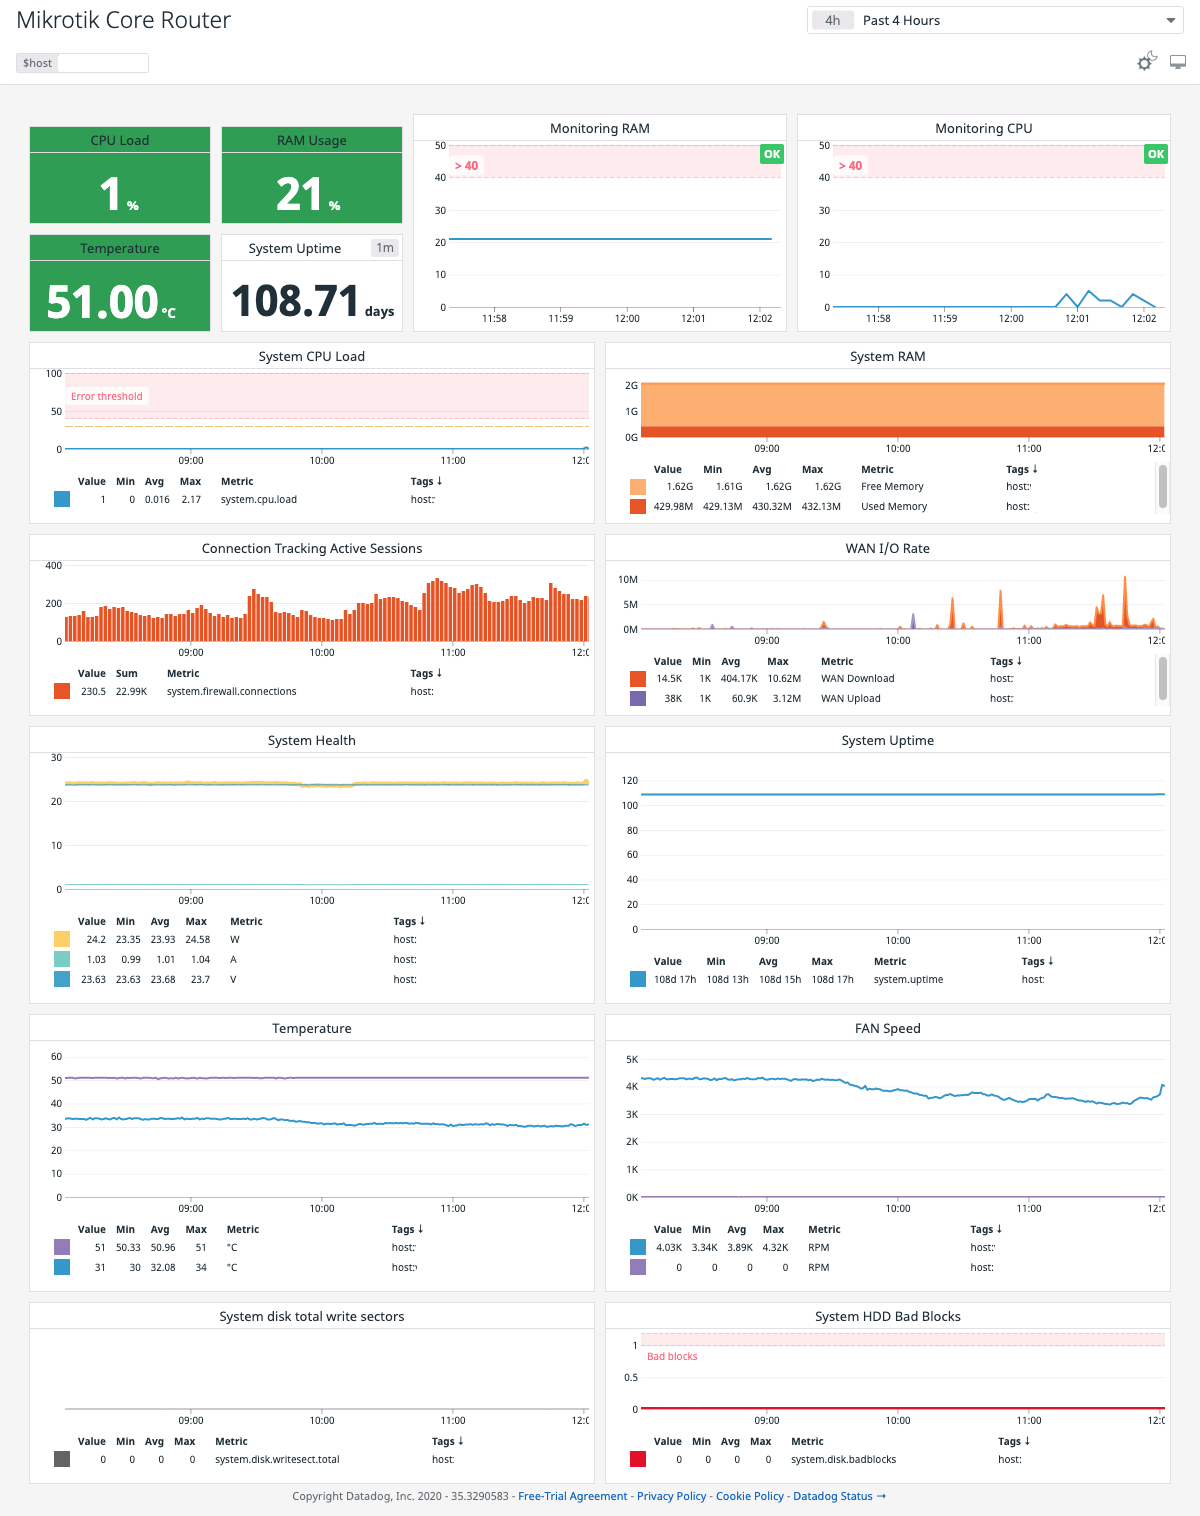 Mikrotik Core Router
4h Past 4 Hours
$host
CPU Load
1 %
RAM Usage
21 %
Temperature
51.00 °C
System Uptime 1m
108.71 days
Monitoring RAM
OK
> 40
50
40
30
20
10
0
11:58 11:59 12:00 12:01 12:02
Monitoring CPU
OK
> 40
50
40
30
20
10
0
11:58 11:59 12:00 12:01 12:02
System CPU Load
100
Error threshold
50
0
09:00 10:00 11:00 12:0
Value Min Avg Max Metric Tags ↓
1 0 0.016 2.17 system.cpu.load host:
System RAM
2G
1G
0G
09:00 10:00 11:00 12:0
Value Min Avg Max Metric Tags ↓
1.62G 1.61G 1.62G 1.62G Free Memory host:
429.98M 429.13M 430.32M 432.13M Used Memory host:
Connection Tracking Active Sessions
400
200
0
09:00 10:00 11:00 12:0
Value Sum Metric Tags ↓
230.5 22.99K system.firewall.connections host:
WAN I/O Rate
10M
5M
0M
09:00 10:00 11:00 12:0
Value Min Avg Max Metric Tags ↓
14.5K 1K 404.17K 10.62M WAN Download host:
38K 1K 60.9K 3.12M WAN Upload host:
System Health
30
20
10
0
09:00 10:00 11:00 12:0
Value Min Avg Max Metric Tags ↓
24.2 23.35 23.93 24.58 W host:
1.03 0.99 1.01 1.04 A host:
23.63 23.63 23.68 23.7 V host:
System Uptime
120
100
80
60
40
20
0
09:00 10:00 11:00 12:0
Value Min Avg Max Metric Tags ↓
108d 17h 108d 13h 108d 15h 108d 17h system.uptime host:
Temperature
60
50
40
30
20
10
0
09:00 10:00 11:00 12:0
Value Min Avg Max Metric Tags ↓
51 50.33 50.96 51 °C host:
31 30 32.08 34 °C host:
FAN Speed
5K
4K
3K
2K
1K
0K
09:00 10:00 11:00 12:0
Value Min Avg Max Metric Tags ↓
4.03K 3.34K 3.89K 4.32K RPM host:
0 0 0 0 RPM host:
System disk total write sectors
09:00 10:00 11:00 12:0
Value Min Avg Max Metric Tags ↓
0 0 0 0 system.disk.writesect.total host:
System HDD Bad Blocks
1
Bad blocks
0.5
0
09:00 10:00 11:00 12:0
Value Min Avg Max Metric Tags ↓
0 0 0 0 system.disk.badblocks host:
Copyright Datadog, Inc. 2020 - 35.3290583 - Free-Trial Agreement - Privacy Policy - Cookie Policy - Datadog Status →